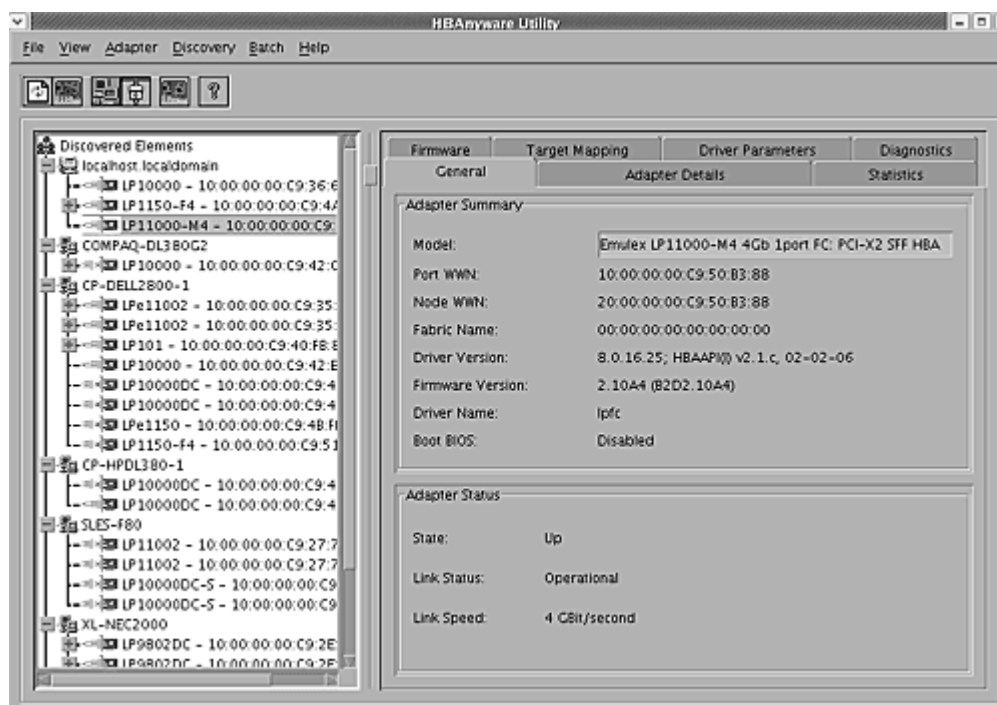 HBAnyware Utility
File View Adapter Discovery Batch Help
Discovered Elements
localhost.localdomain
LP10000 - 10:00:00:00:C9:36:6
LP1150-F4 - 10:00:00:00:C9:4A
LP11000-M4 - 10:00:00:00:C9:
COMPAQ-DL380G2
LP10000 - 10:00:00:00:C9:42:C
CP-DELL2800-1
LPe11002 - 10:00:00:00:C9:35:
LPe11002 - 10:00:00:00:C9:35:
LP101 - 10:00:00:00:C9:40:FB:E
LP10000 - 10:00:00:00:C9:42:E
LP10000DC - 10:00:00:00:C9:4
LP10000DC - 10:00:00:00:C9:4
LPe1150 - 10:00:00:00:C9:4B:FI
LP1150-F4 - 10:00:00:00:C9:51
CP-HPDL380-1
LP10000DC - 10:00:00:00:C9:4
LP10000DC - 10:00:00:00:C9:4
SLES-F80
LP11002 - 10:00:00:00:C9:27:7
LP11002 - 10:00:00:00:C9:27:7
LP10000DC-S - 10:00:00:00:C9
LP10000DC-S - 10:00:00:00:C9
XL-NEC2000
LP9802DC - 10:00:00:00:C9:2E
LP9802DC - 10:00:00:00:C9:2E
Firmware Target Mapping Driver Parameters Diagnostics
General Adapter Details Statistics
Adapter Summary
Model: Emulex LP11000-M4 4Gb 1port FC: PCI-X2 SFF HBA
Port WWN: 10:00:00:00:C9:50:B3:88
Node WWN: 20:00:00:00:C9:50:B3:88
Fabric Name: 00:00:00:00:00:00:00:00
Driver Version: 8.0.16.25; HBAAPI(I) v2.1.c, 02-02-06
Firmware Version: 2.10A4 (B2D2.10A4)
Driver Name: lpfc
Boot BIOS: Disabled
Adapter Status
State: Up
Link Status: Operational
Link Speed: 4 GBit/second